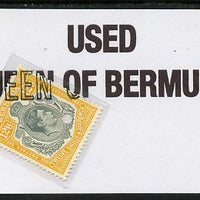 USED
UEEN OF BERMU